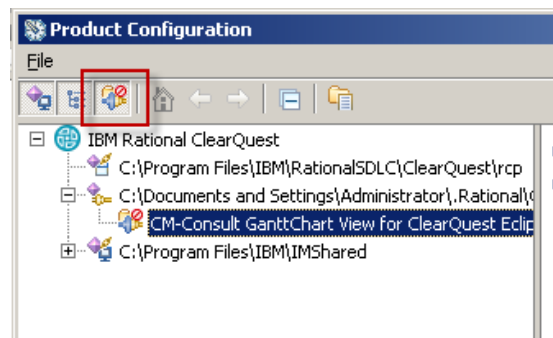 Product Configuration
File
IBM Rational ClearQuest
C:\Program Files\IBM\RationalSDLC\ClearQuest\rcp
C:\Documents and Settings\Administrator\.Rational\
CM-Consult GanttChart View for ClearQuest Eclip
C:\Program Files\IBM\IMShared